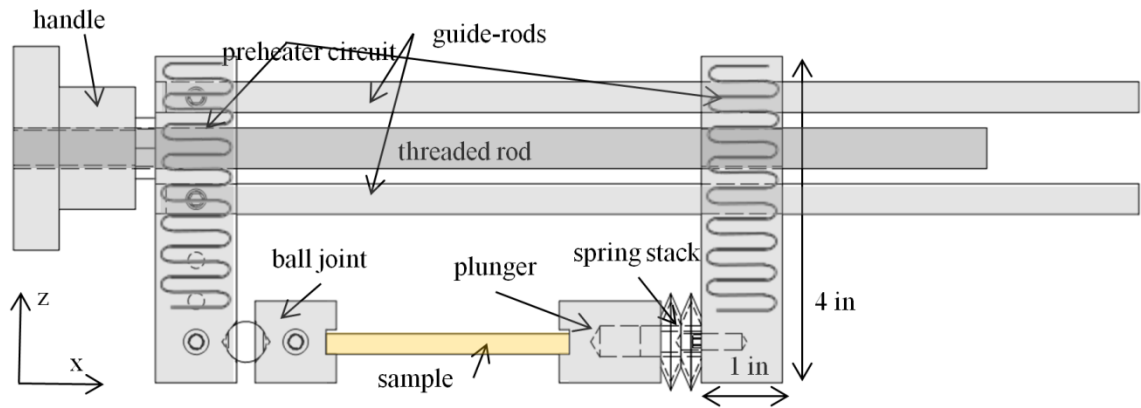 handle
preheater circuit
guide-rods
threaded rod
ball joint
plunger
spring stack
z
4 in
x
sample
1 in